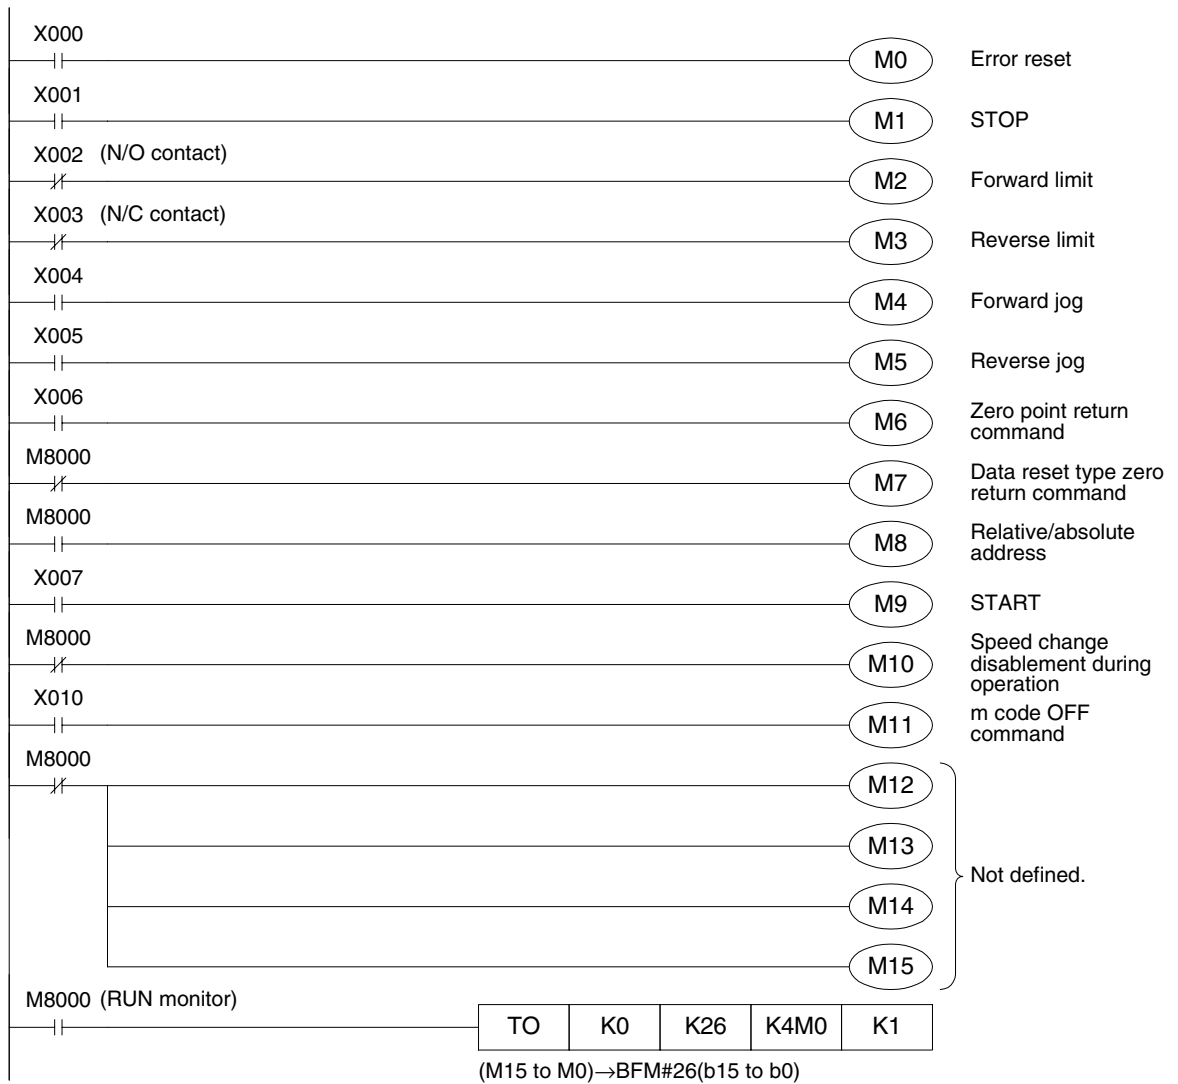 X000
M0 Error reset
X001
M1 STOP
X002 (N/O contact)
M2 Forward limit
X003 (N/C contact)
M3 Reverse limit
X004
M4 Forward jog
X005
M5 Reverse jog
X006
M6 Zero point return
command
M8000
M7 Data reset type zero
return command
M8000
M8 Relative/absolute
address
X007
M9 START
M8000
M10 Speed change
disablement during
operation
X010
M11 m code OFF
command
M8000
M12
M13
Not defined.
M14
M15
M8000 (RUN monitor)
TO K0 K26 K4M0 K1
(M15 to M0)→BFM#26(b15 to b0)